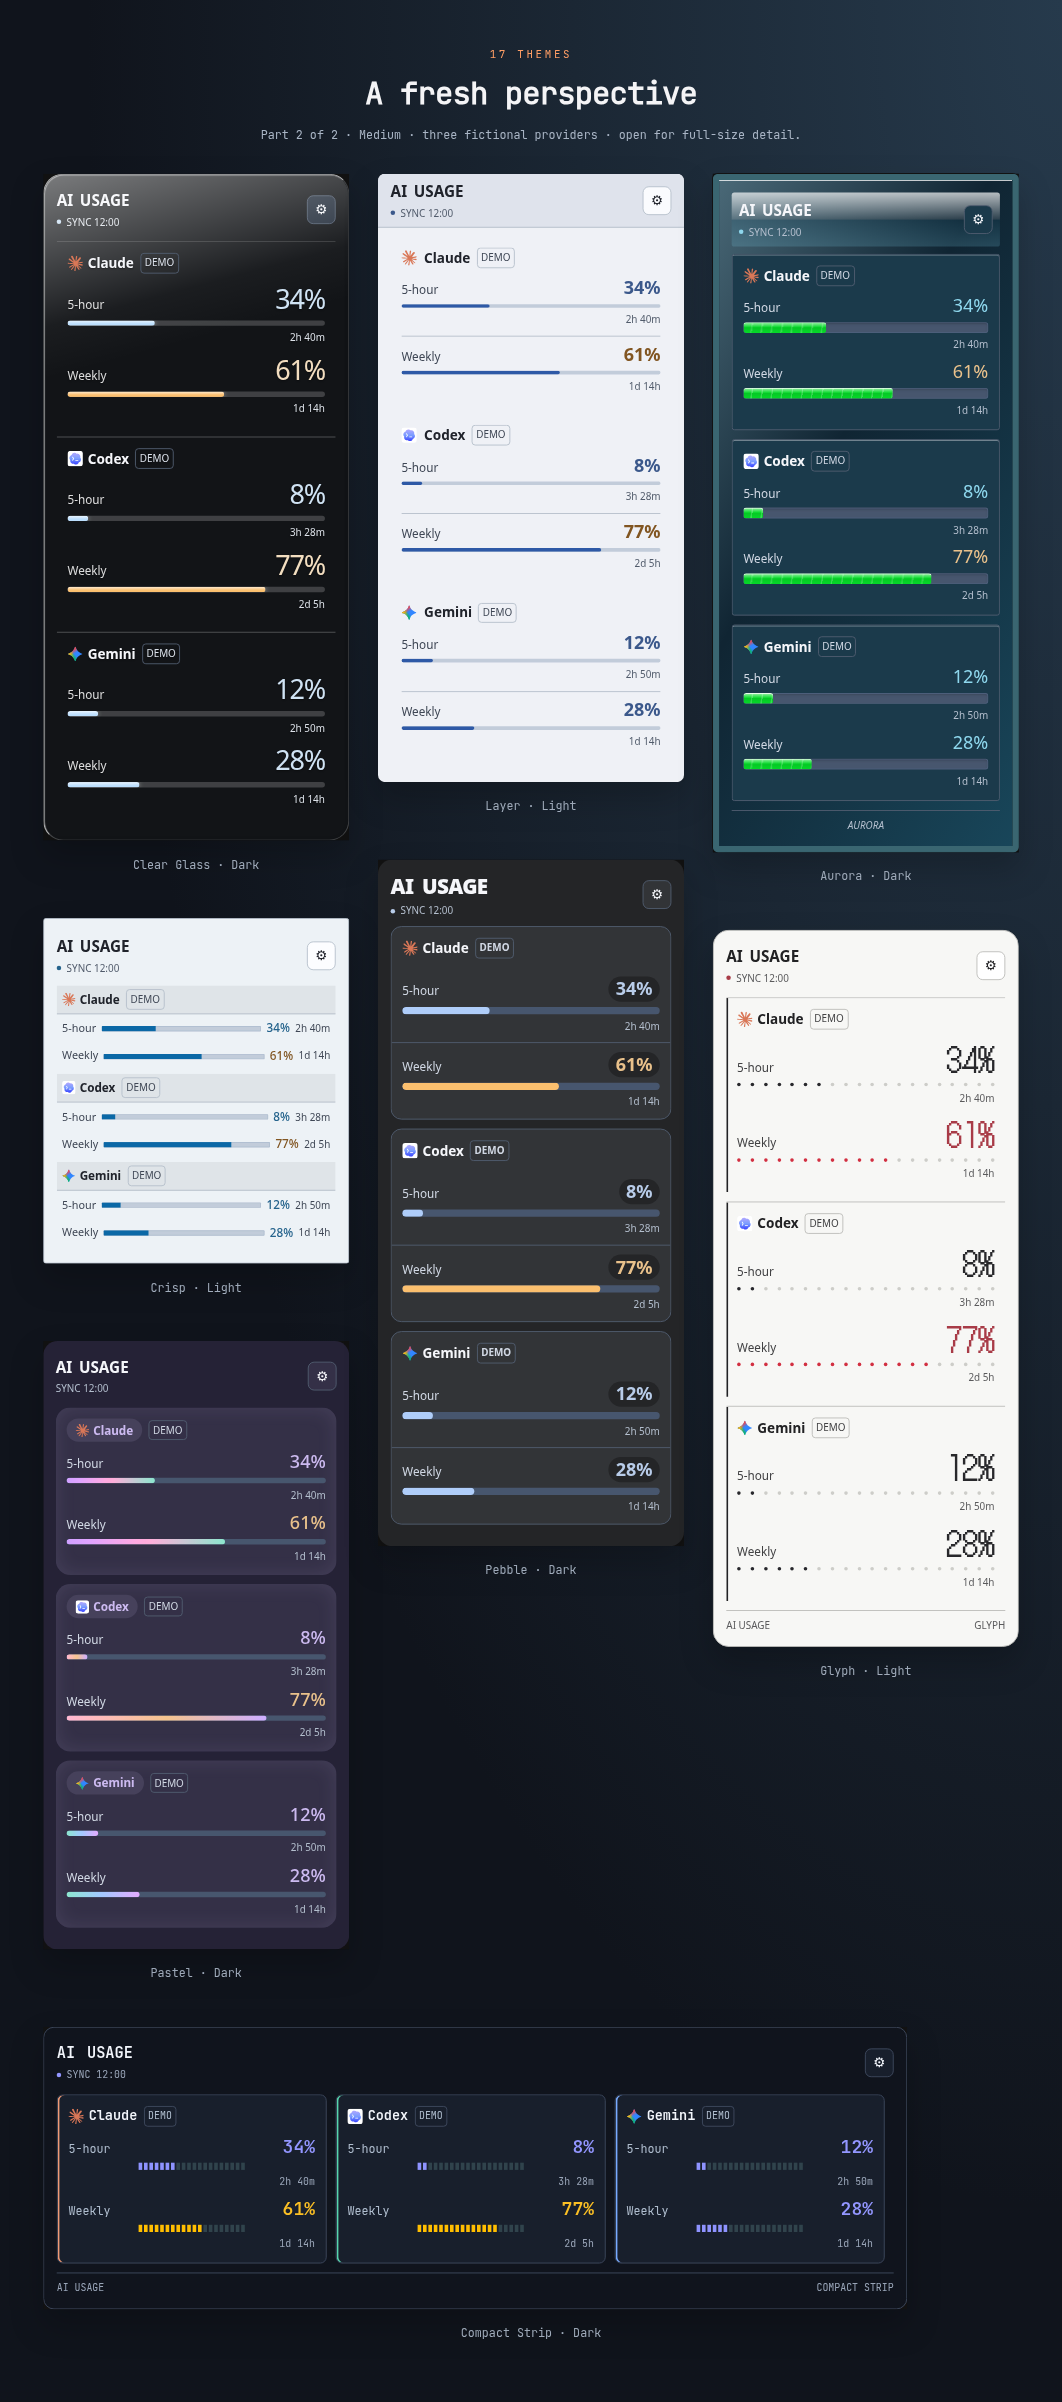 17 THEMES
A fresh perspective
Part 2 of 2 · Medium · three fictional providers · open for full-size detail.
AI USAGE
SYNC 12:00
Claude DEMO
5-hour 34%
2h 40m
Weekly 61%
1d 14h
Codex DEMO
5-hour 8%
3h 28m
Weekly 77%
2d 5h
Gemini DEMO
5-hour 12%
2h 50m
Weekly 28%
1d 14h
Clear Glass · Dark
AI USAGE
SYNC 12:00
Claude DEMO
5-hour 34%
2h 40m
Weekly 61%
1d 14h
Codex DEMO
5-hour 8%
3h 28m
Weekly 77%
2d 5h
Gemini DEMO
5-hour 12%
2h 50m
Weekly 28%
1d 14h
Layer · Light
AI USAGE
SYNC 12:00
Claude DEMO
5-hour 34%
2h 40m
Weekly 61%
1d 14h
Codex DEMO
5-hour 8%
3h 28m
Weekly 77%
2d 5h
Gemini DEMO
5-hour 12%
2h 50m
Weekly 28%
1d 14h
AURORA
Aurora · Dark
AI USAGE
SYNC 12:00
Claude DEMO
5-hour 34% 2h 40m
Weekly 61% 1d 14h
Codex DEMO
5-hour 8% 3h 28m
Weekly 77% 2d 5h
Gemini DEMO
5-hour 12% 2h 50m
Weekly 28% 1d 14h
Crisp · Light
AI USAGE
SYNC 12:00
Claude DEMO
5-hour 34%
2h 40m
Weekly 61%
1d 14h
Codex DEMO
5-hour 8%
3h 28m
Weekly 77%
2d 5h
Gemini DEMO
5-hour 12%
2h 50m
Weekly 28%
1d 14h
Pebble · Dark
AI USAGE
SYNC 12:00
Claude DEMO
5-hour 34%
2h 40m
Weekly 61%
1d 14h
Codex DEMO
5-hour 8%
3h 28m
Weekly 77%
2d 5h
Gemini DEMO
5-hour 12%
2h 50m
Weekly 28%
1d 14h
AI USAGE GLYPH
Glyph · Light
AI USAGE
SYNC 12:00
Claude DEMO
5-hour 34%
2h 40m
Weekly 61%
1d 14h
Codex DEMO
5-hour 8%
3h 28m
Weekly 77%
2d 5h
Gemini DEMO
5-hour 12%
2h 50m
Weekly 28%
1d 14h
Pastel · Dark
AI USAGE
SYNC 12:00
Claude DEMO
5-hour 34%
2h 40m
Weekly 61%
1d 14h
Codex DEMO
5-hour 8%
3h 28m
Weekly 77%
2d 5h
Gemini DEMO
5-hour 12%
2h 50m
Weekly 28%
1d 14h
AI USAGE COMPACT STRIP
Compact Strip · Dark